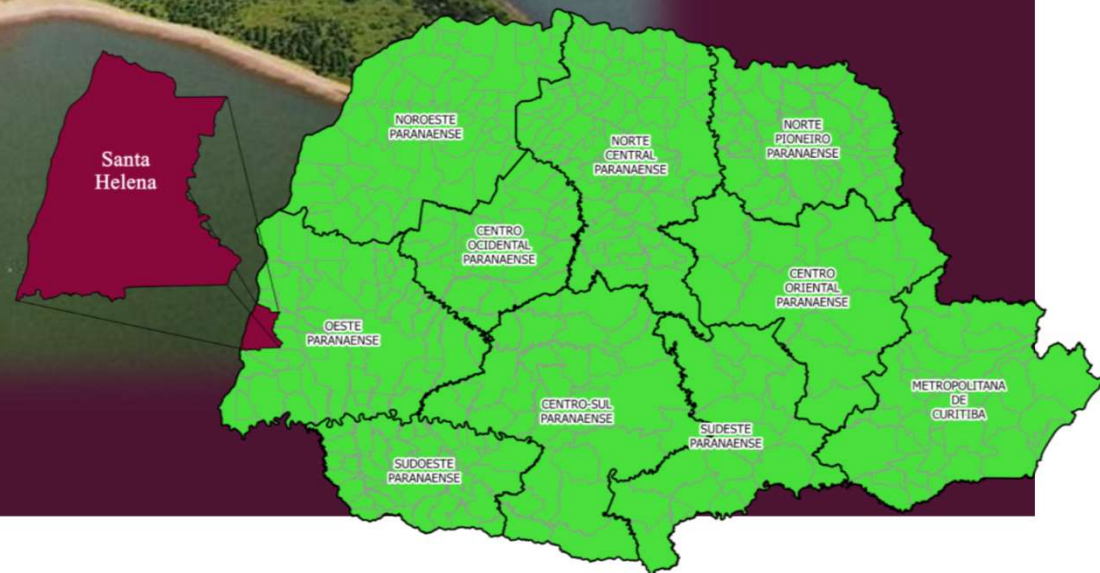 Santa
Helena
NOROESTE
PARANAENSE
NORTE
CENTRAL
PARANAENSE
NORTE
PIONEIRO
PARANAENSE
CENTRO
OCIDENTAL
PARANAENSE
CENTRO
ORIENTAL
PARANAENSE
OESTE
PARANAENSE
METROPOLITANA
DE
CURITIBA
CENTRO-SUL
PARANAENSE
SUDESTE
PARANAENSE
SUDOESTE
PARANAENSE